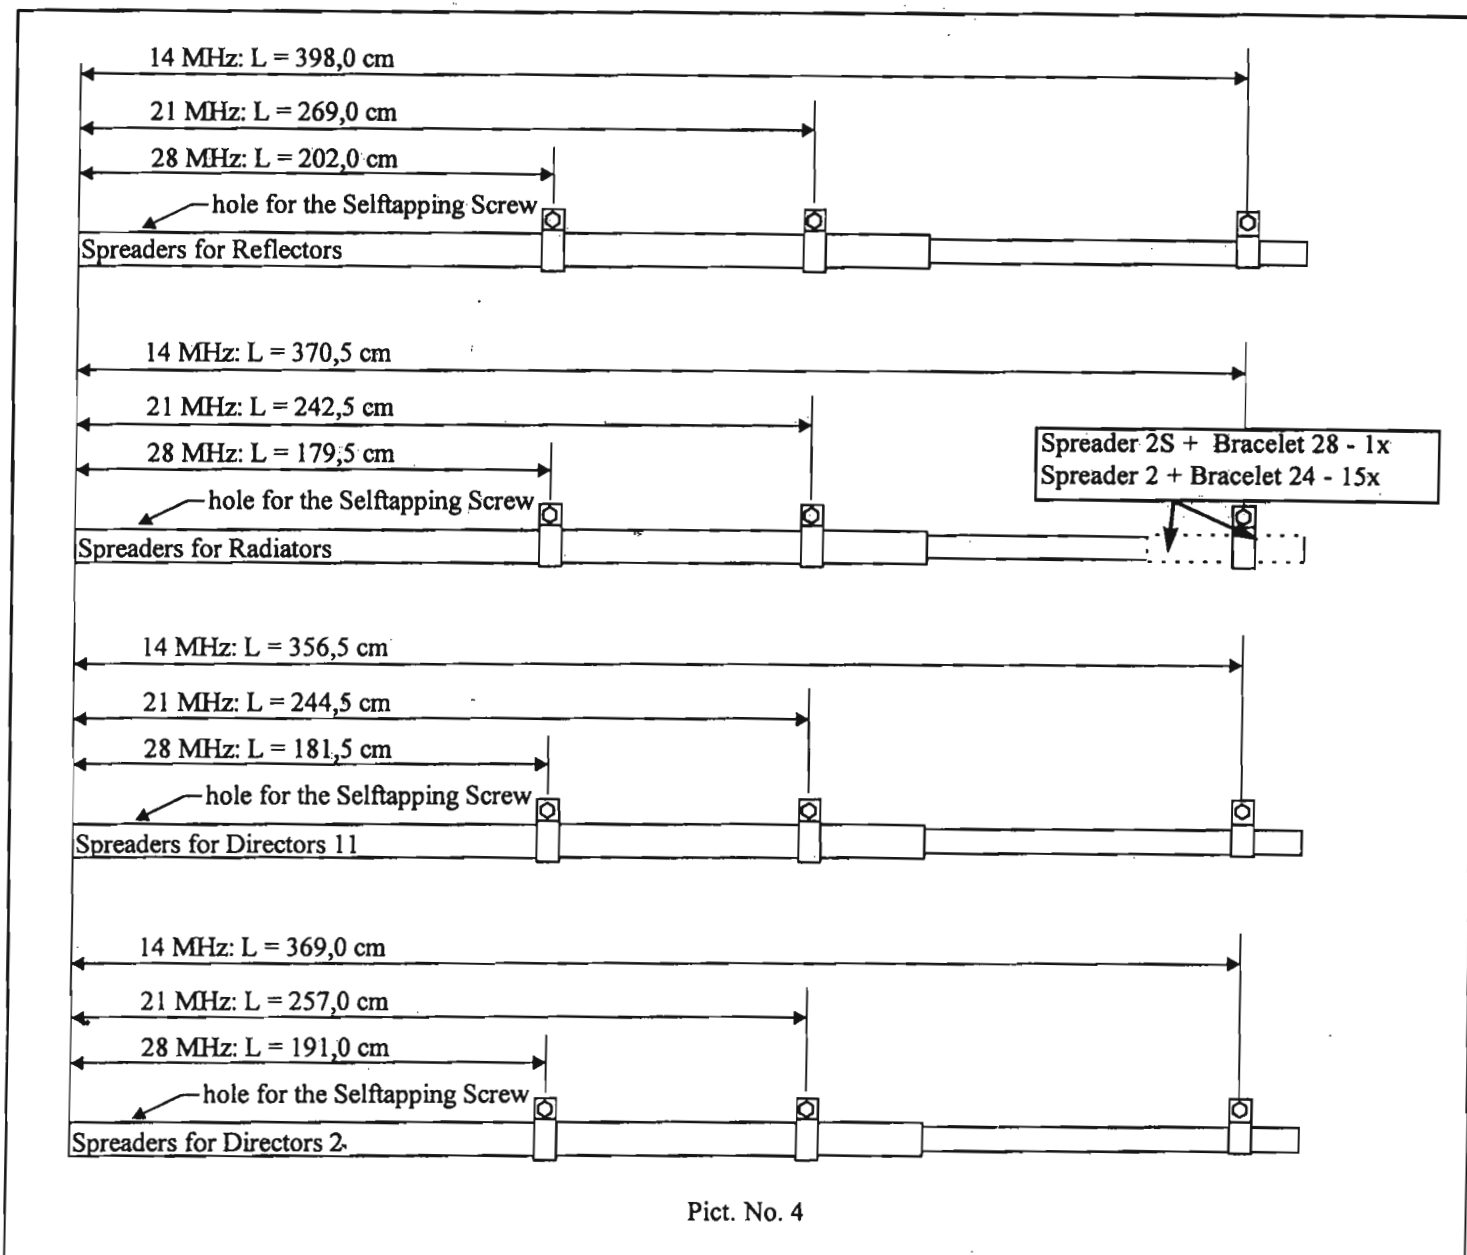 14 MHz: L = 398,0 cm
21 MHz: L = 269,0 cm
28 MHz: L = 202,0 cm
hole for the Selftapping Screw
Spreaders for Reflectors
14 MHz: L = 370,5 cm
21 MHz: L = 242,5 cm
28 MHz: L = 179,5 cm
Spreader 2S + Bracelet 28 - 1x
Spreader 2 + Bracelet 24 - 15x
hole for the Selftapping Screw
Spreaders for Radiators
14 MHz: L = 356,5 cm
21 MHz: L = 244,5 cm
28 MHz: L = 181,5 cm
hole for the Selftapping Screw
Spreaders for Directors 11
14 MHz: L = 369,0 cm
21 MHz: L = 257,0 cm
28 MHz: L = 191,0 cm
hole for the Selftapping Screw
Spreaders for Directors 2
Pict. No. 4